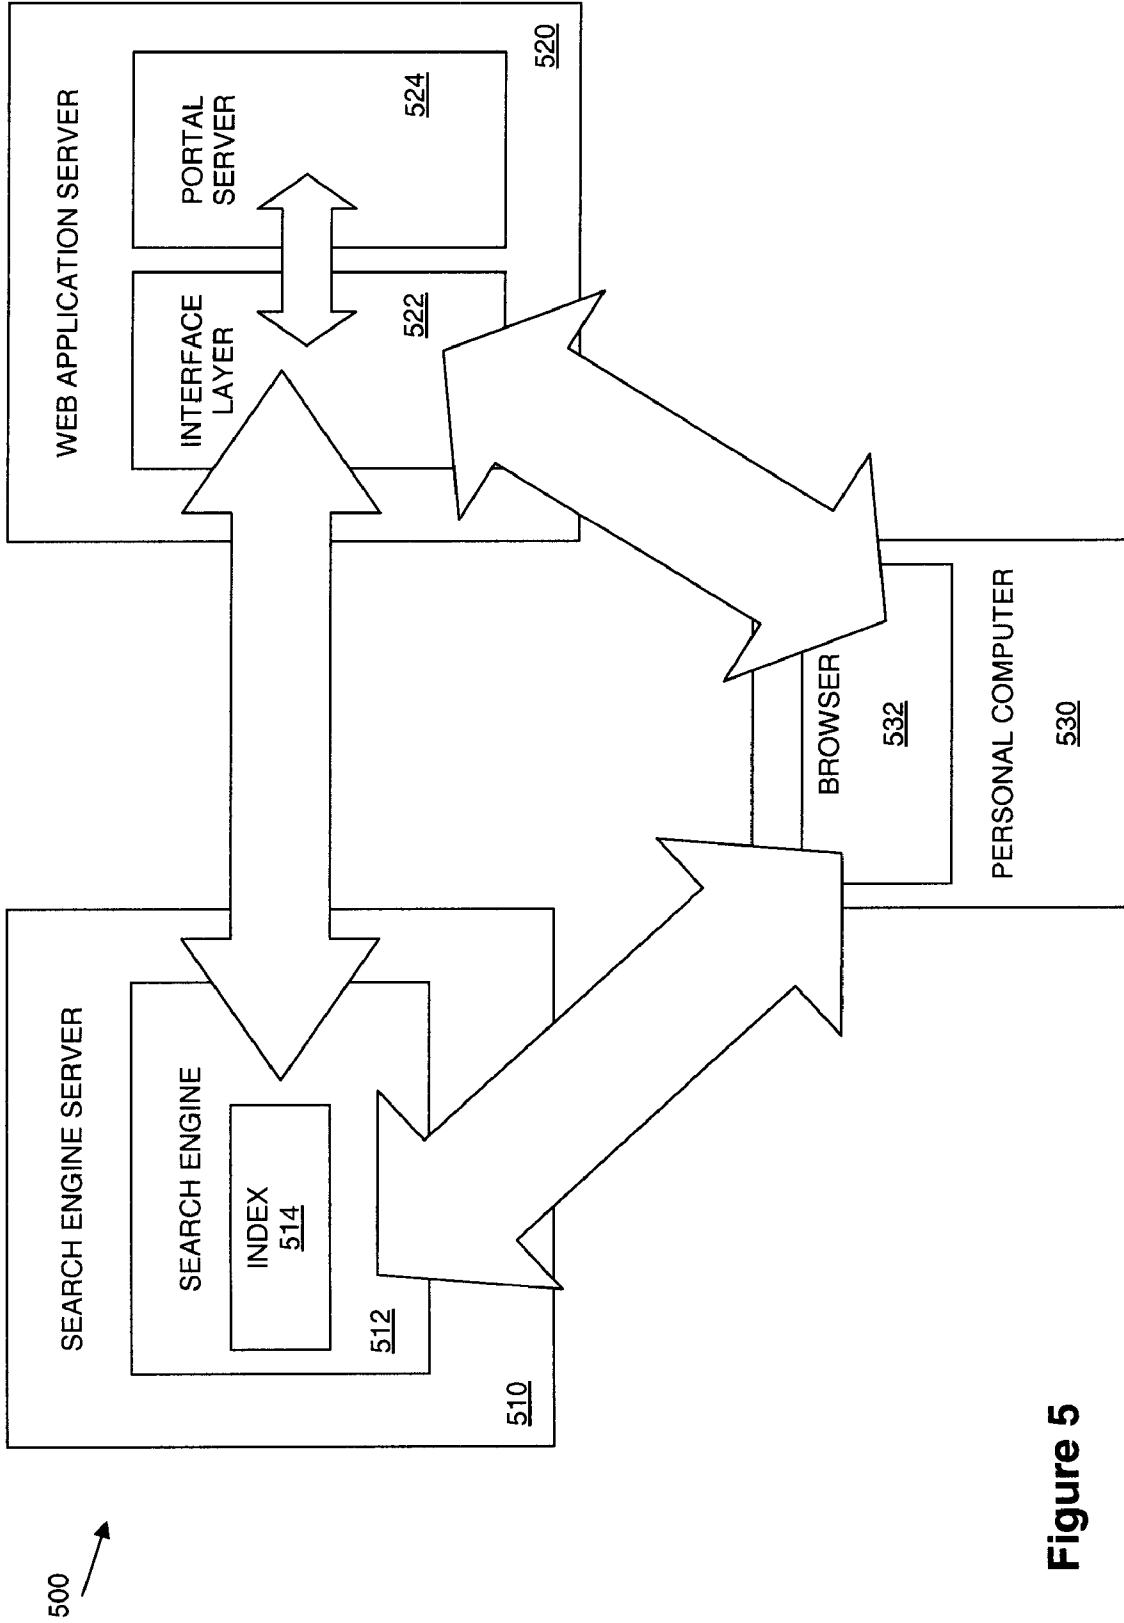 500
SEARCH ENGINE SERVER
SEARCH ENGINE
INDEX
514
512
510
WEB APPLICATION SERVER
INTERFACE
LAYER
522
PORTAL
SERVER
524
520
BROWSER
532
PERSONAL COMPUTER
530
Figure 5